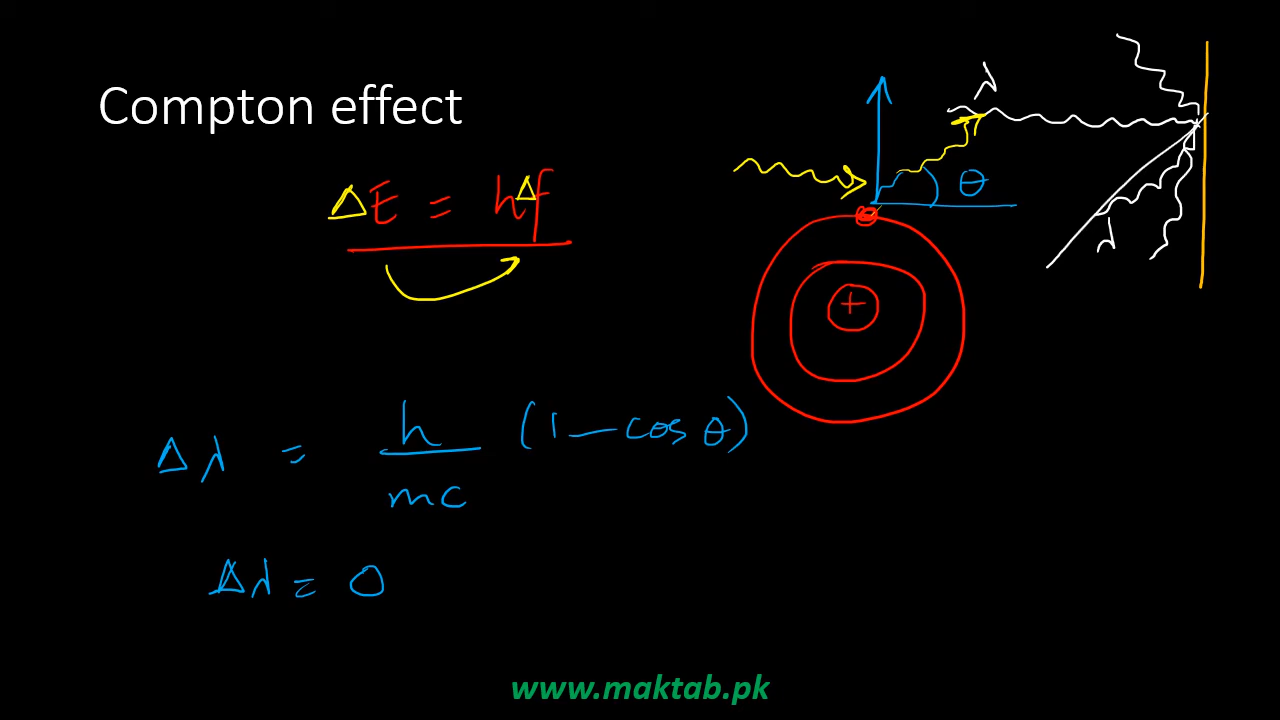 Compton effect
ΔE = hΔf
Δλ = h/mc (1 − cos θ)
Δλ = 0
λ
θ
λ
+
www.maktab.pk